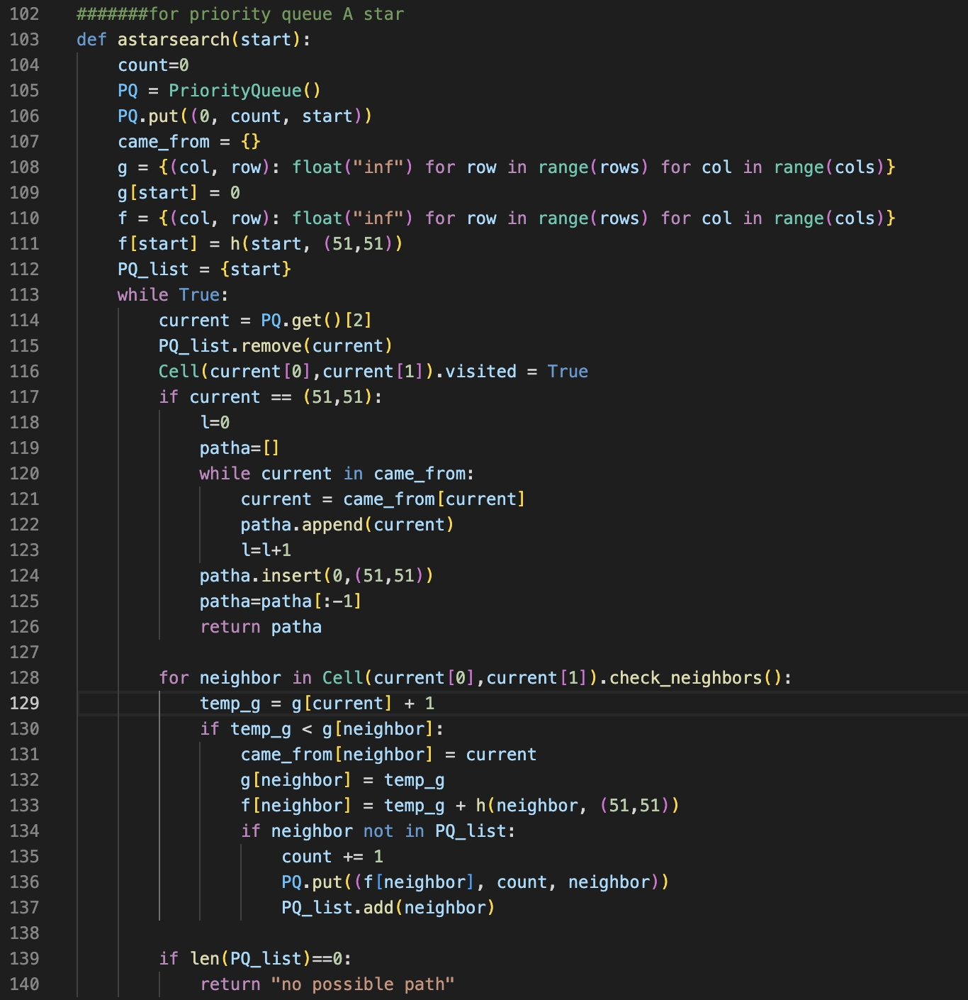 102 #######for priority queue A star
103 def astarsearch(start):
104     count=0
105     PQ = PriorityQueue()
106     PQ.put((0, count, start))
107     came_from = {}
108     g = {(col, row): float("inf") for row in range(rows) for col in range(cols)}
109     g[start] = 0
110     f = {(col, row): float("inf") for row in range(rows) for col in range(cols)}
111     f[start] = h(start, (51,51))
112     PQ_list = {start}
113     while True:
114         current = PQ.get()[2]
115         PQ_list.remove(current)
116         Cell(current[0],current[1]).visited = True
117         if current == (51,51):
118             l=0
119             patha=[]
120             while current in came_from:
121                 current = came_from[current]
122                 patha.append(current)
123                 l=l+1
124             patha.insert(0,(51,51))
125             patha=patha[:-1]
126             return patha
127
128         for neighbor in Cell(current[0],current[1]).check_neighbors():
129             temp_g = g[current] + 1
130             if temp_g < g[neighbor]:
131                 came_from[neighbor] = current
132                 g[neighbor] = temp_g
133                 f[neighbor] = temp_g + h(neighbor, (51,51))
134                 if neighbor not in PQ_list:
135                     count += 1
136                     PQ.put((f[neighbor], count, neighbor))
137                     PQ_list.add(neighbor)
138
139         if len(PQ_list)==0:
140             return "no possible path"